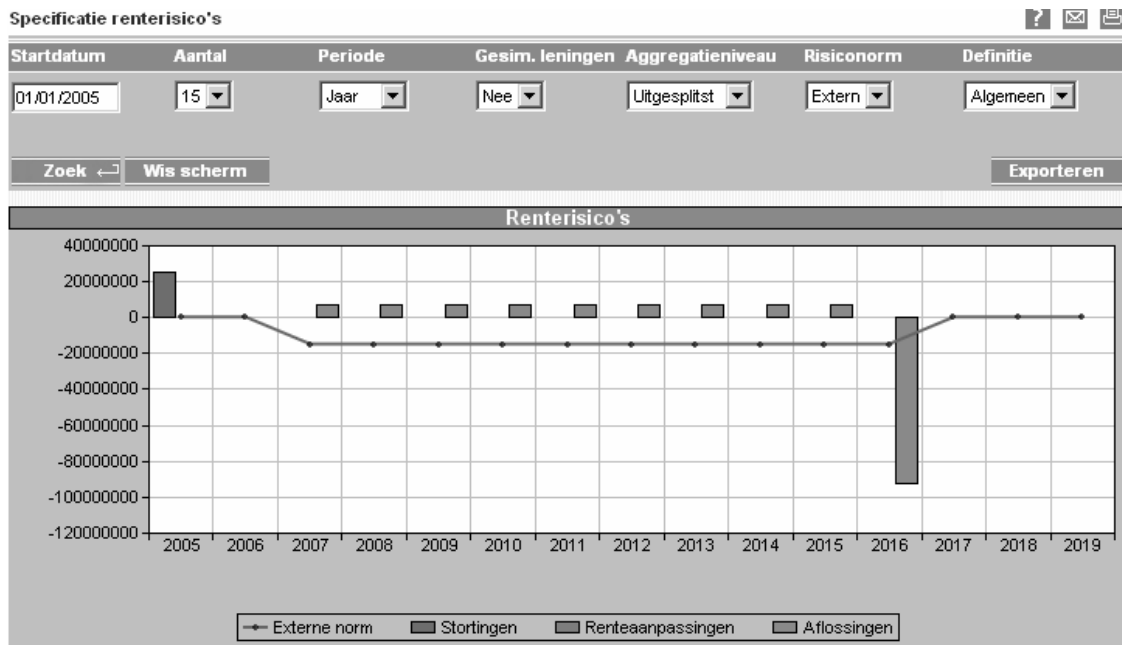 Specificatie renterisico's
?
Startdatum Aantal Periode Gesim. leningen Aggregatieniveau Risiconorm Definitie
01/01/2005 15 Jaar Nee Uitgesplitst Extern Algemeen
Zoek Wis scherm Exporteren
Renterisico's
40000000
20000000
0
-20000000
-40000000
-60000000
-80000000
-100000000
-120000000
2005 2006 2007 2008 2009 2010 2011 2012 2013 2014 2015 2016 2017 2018 2019
Externe norm Stortingen Renteaanpassingen Aflossingen